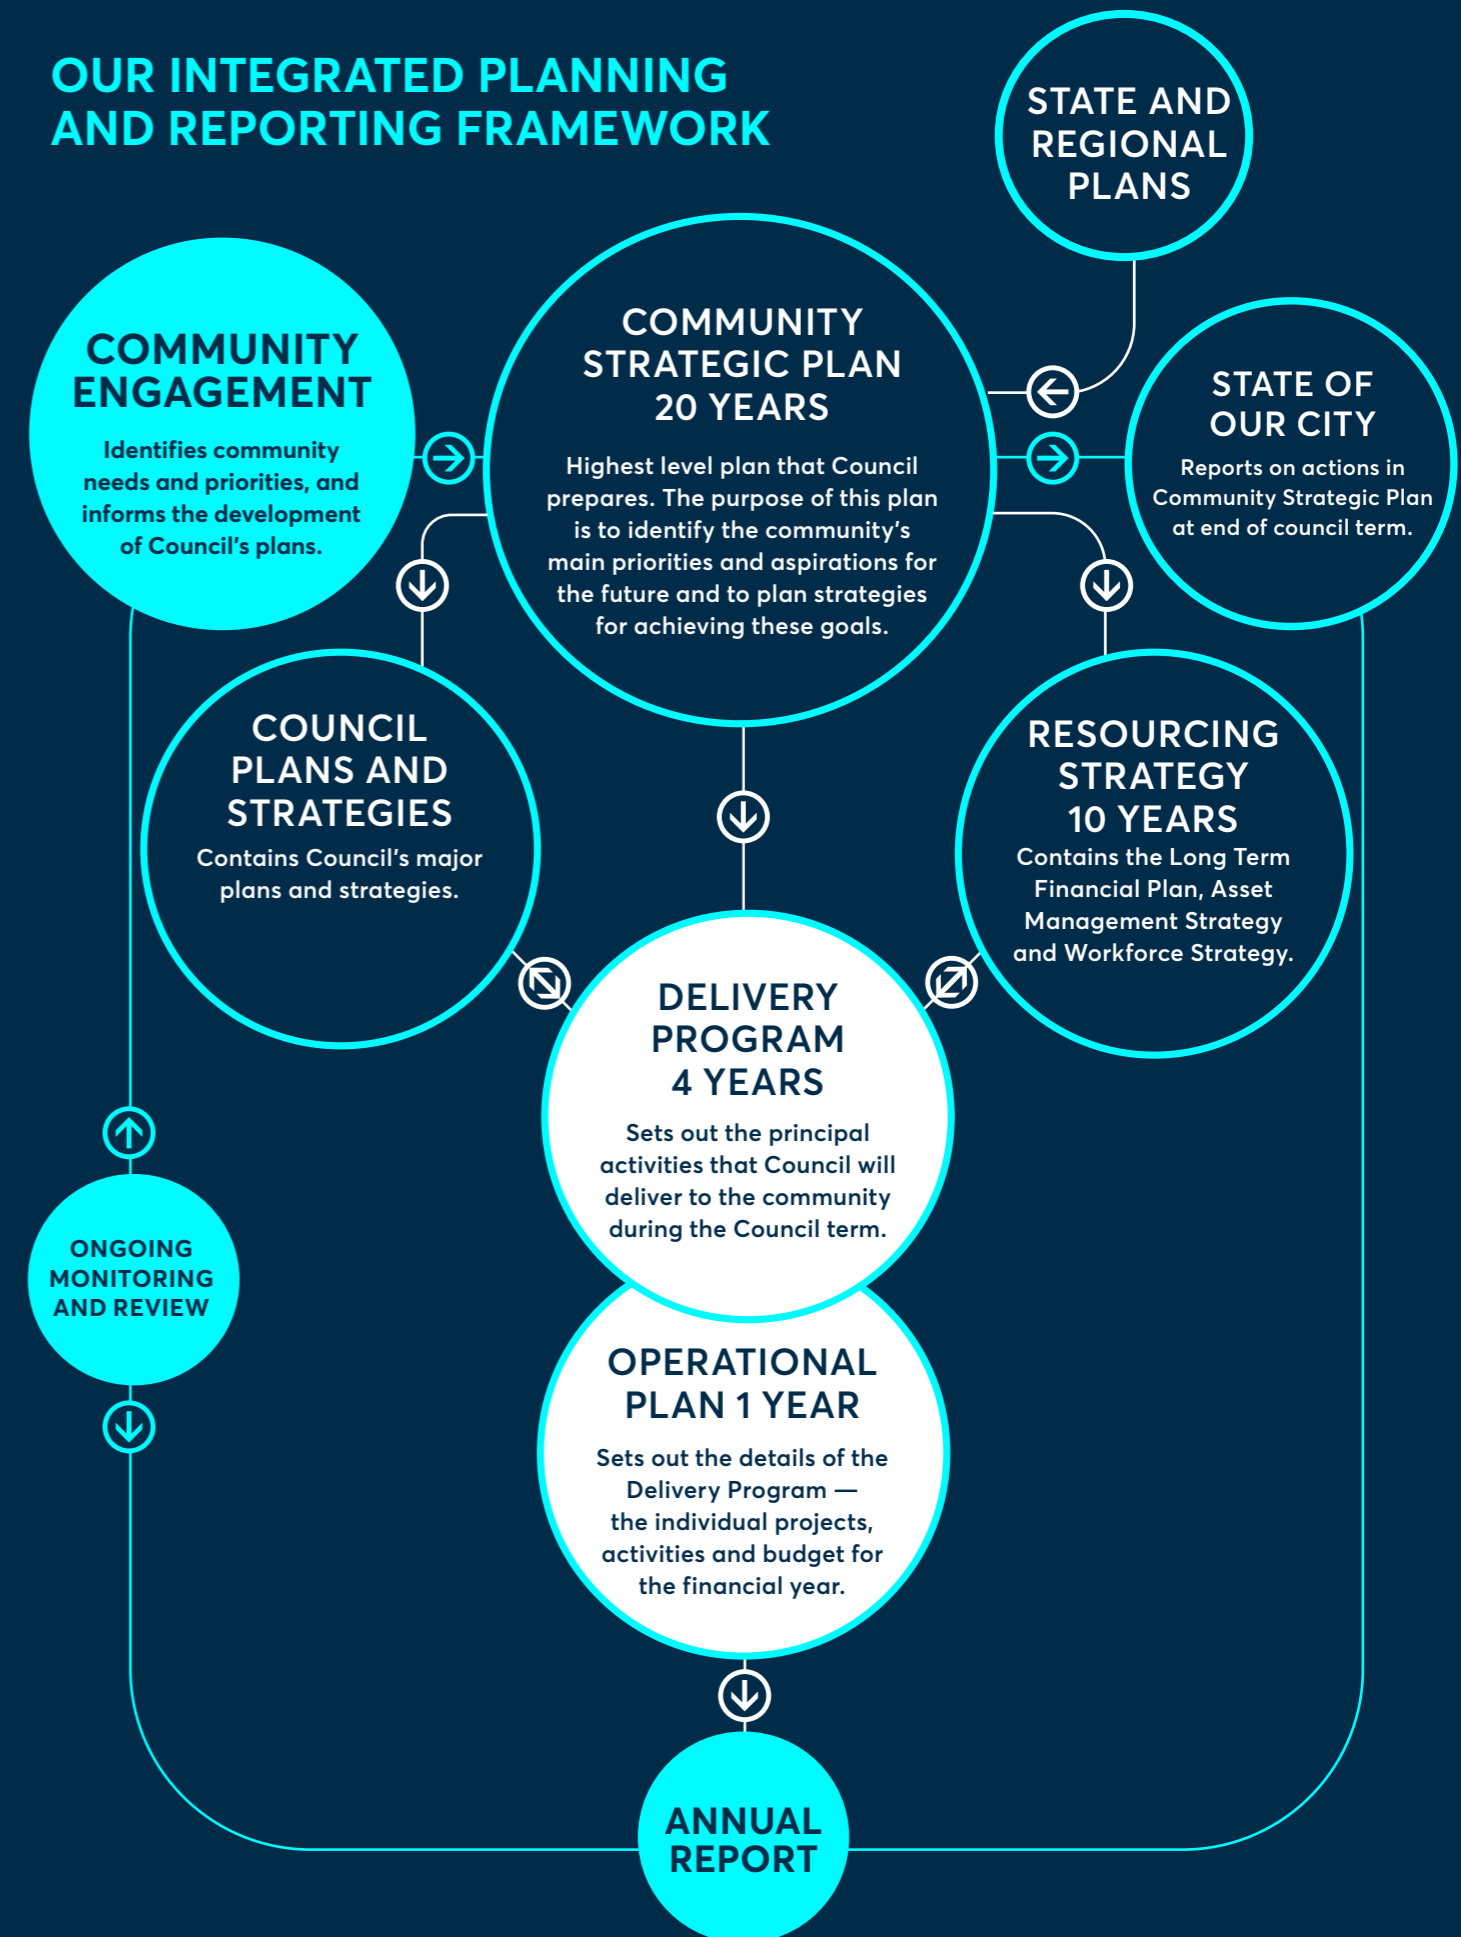 OUR INTEGRATED PLANNING
AND REPORTING FRAMEWORK
STATE AND
REGIONAL
PLANS
COMMUNITY
ENGAGEMENT
Identifies community
needs and priorities, and
informs the development
of Council's plans.
COMMUNITY
STRATEGIC PLAN
20 YEARS
Highest level plan that Council
prepares. The purpose of this plan
is to identify the community's
main priorities and aspirations for
the future and to plan strategies
for achieving these goals.
STATE OF
OUR CITY
Reports on actions in
Community Strategic Plan
at end of council term.
COUNCIL
PLANS AND
STRATEGIES
Contains Council's major
plans and strategies.
RESOURCING
STRATEGY
10 YEARS
Contains the Long Term
Financial Plan, Asset
Management Strategy
and Workforce Strategy.
DELIVERY
PROGRAM
4 YEARS
Sets out the principal
activities that Council will
deliver to the community
during the Council term.
ONGOING
MONITORING
AND REVIEW
OPERATIONAL
PLAN 1 YEAR
Sets out the details of the
Delivery Program —
the individual projects,
activities and budget for
the financial year.
ANNUAL
REPORT